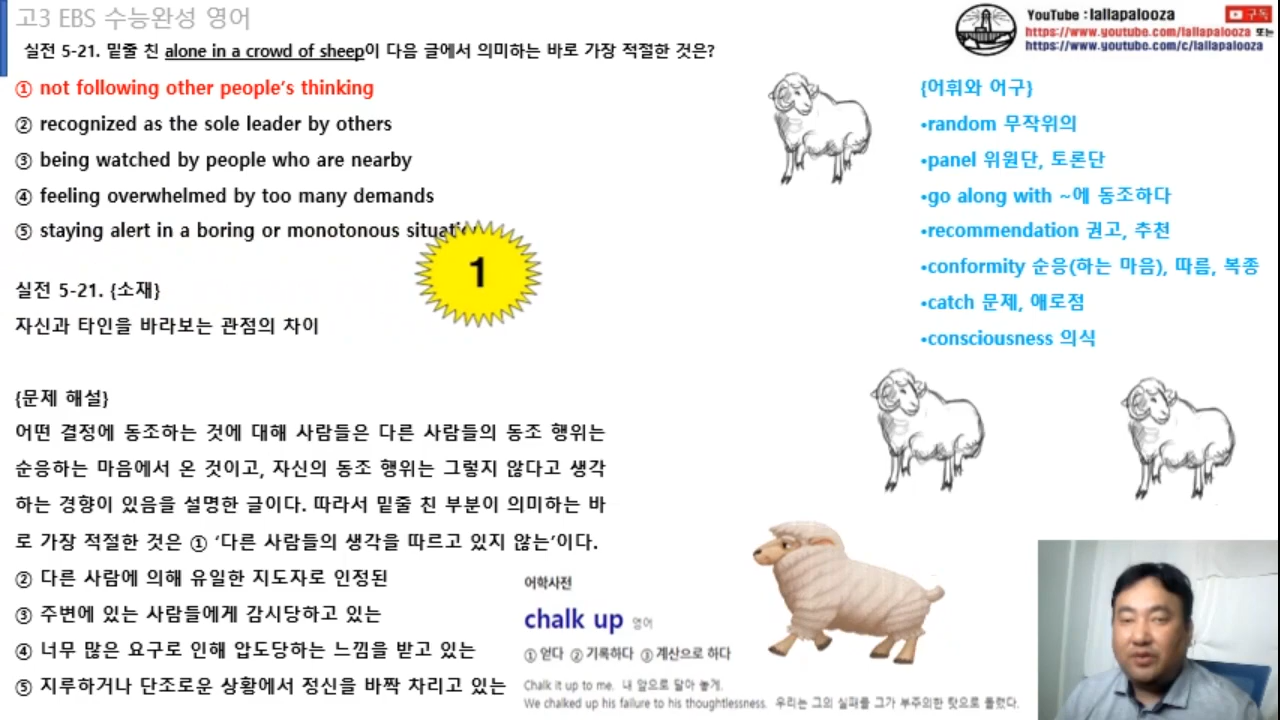 고3 EBS 수능완성 영어
실전 5-21. 밑줄 친 alone in a crowd of sheep이 다음 글에서 의미하는 바로 가장 적절한 것은?
① not following other people's thinking
② recognized as the sole leader by others
③ being watched by people who are nearby
④ feeling overwhelmed by too many demands
⑤ staying alert in a boring or monotonous
1
실전 5-21. {소재}
자신과 타인을 바라보는 관점의 차이
{문제 해설}
어떤 결정에 동조하는 것에 대해 사람들은 다른 사람들의 동조 행위는
순응하는 마음에서 온 것이고, 자신의 동조 행위는 그렇지 않다고 생각
하는 경향이 있음을 설명한 글이다. 따라서 밑줄 친 부분이 의미하는 바
로 가장 적절한 것은 ① ‘다른 사람들의 생각을 따르고 있지 않는’이다.
② 다른 사람에 의해 유일한 지도자로 인정된
③ 주변에 있는 사람들에게 감시당하고 있는
④ 너무 많은 요구로 인해 압도당하는 느낌을 받고 있는
⑤ 지루하거나 단조로운 상황에서 정신을 바짝 차리고 있는
어학사전
chalk up 영어
① 얻다 ② 기록하다 ③ 계산으로 하다
Chalk it up to me. 내 앞으로 달아 놓게.
We chalked up his failure to his thoughtlessness. 우리는 그의 실패를 그가 부주의한 탓으로 돌렸다.
YouTube : lallapalooza
구독
https://www.youtube.com/lallapalooza 또는
https://www.youtube.com/c/lallapalooza
{어휘와 어구}
•random 무작위의
•panel 위원단, 토론단
•go along with ~에 동조하다
•recommendation 권고, 추천
•conformity 순응(하는 마음), 따름, 복종
•catch 문제, 애로점
•consciousness 의식